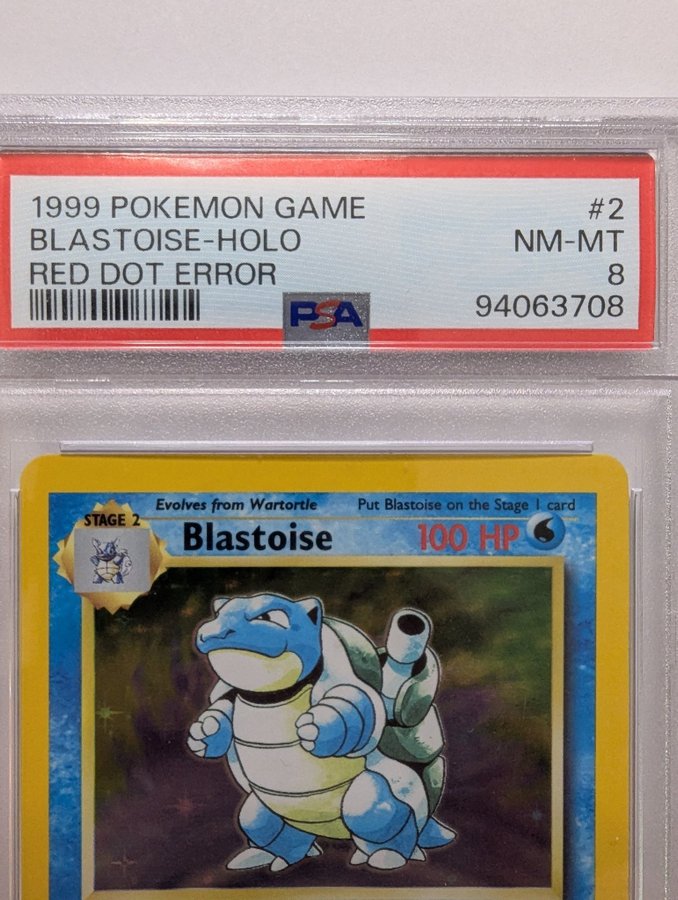 1999 POKEMON GAME #2
BLASTOISE-HOLO NM-MT
RED DOT ERROR 8
PSA 94063708
Evolves from Wartortle Put Blastoise on the Stage 1 card
STAGE 2
Blastoise 100 HP